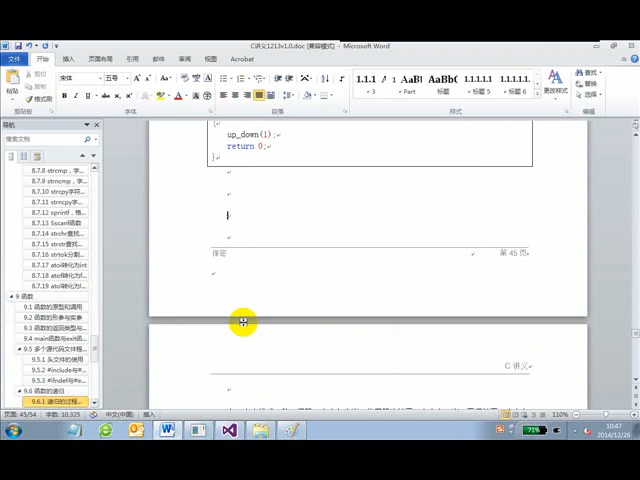 C讲义1213v1.0.doc [兼容模式] - Microsoft Word
文件 开始 插入 页面布局 引用 邮件 审阅 视图 Acrobat
粘贴 剪切 复制 格式刷
宋体 五号
B I U
1.1.1 1 AaBl AaBbC 1.1.1.1.1 1.1.1.1.
3 Part 标题 标题 5 标题 6
更改样式
查找 替换 选择
剪贴板 字体 段落 样式 编辑
导航
搜索文档
8.7.8 strcmp，字...
8.7.9 strncmp，字...
8.7.10 strcpy字符...
8.7.11 strncpy字...
8.7.12 sprintf，格...
8.7.13 Sscanf函数
8.7.14 strchr查找...
8.7.15 strstr查找...
8.7.16 strtok分割...
8.7.17 atoi转化为int
8.7.18 atof转化为f...
8.7.19 atol转化为l...
9 函数
9.1 函数的原型和调用
9.2 函数的形参与实参
9.3 函数的返回类型与...
9.4 main函数与exit函...
9.5 多个源代码文件程...
9.5.1 头文件的使用
9.5.2 #include与#...
9.5.3 #ifndef与#e...
9.6 函数的递归
9.6.1 递归的过程...
{
up_down(1);
return 0;
}
保密 第 45页
C 讲义
页面: 45/54 字数: 10,325 中文(中国) 插入 110%
71% 10:47
2014/12/26